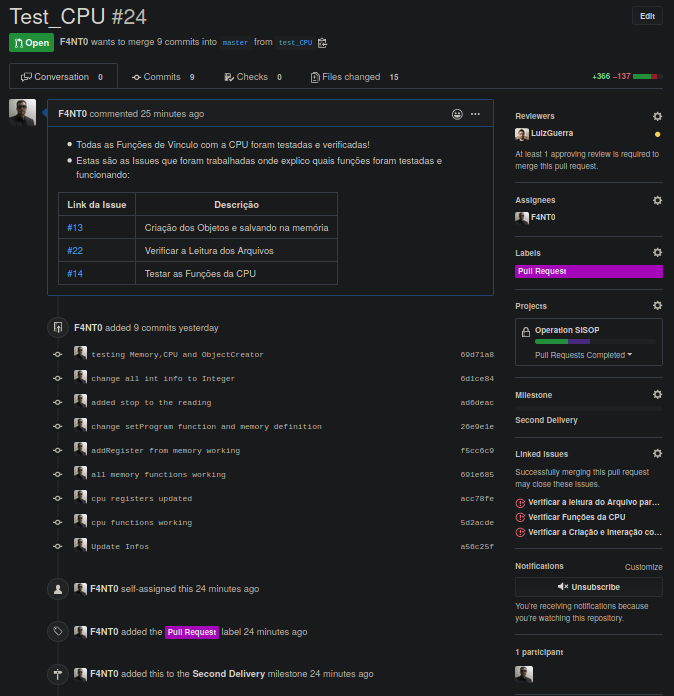 Test_CPU #24
Edit
Open F4NT0 wants to merge 9 commits into master from test_CPU
Conversation 0 Commits 9 Checks 0 Files changed 15 +366 −137
F4NT0 commented 25 minutes ago
Todas as Funções de Vinculo com a CPU foram testadas e verificadas!
Estas são as Issues que foram trabalhadas onde explico quais funções foram testadas e
funcionando:
Link da Issue Descrição
#13 Criação dos Objetos e salvando na memória
#22 Verificar a Leitura dos Arquivos
#14 Testar as Funções da CPU
F4NT0 added 9 commits yesterday
testing Memory,CPU and ObjectCreator 69d71a8
change all int info to Integer 6d1ce84
added stop to the reading ad6deac
change setProgram function and memory definition 26e9e1e
addRegister from memory working f5cc6c9
all memory functions working 691e685
cpu registers updated acc78fe
cpu functions working 5d2acde
Update Infos a56c25f
F4NT0 self-assigned this 24 minutes ago
F4NT0 added the Pull Request label 24 minutes ago
F4NT0 added this to the Second Delivery milestone 24 minutes ago
Reviewers
LuizGuerra
At least 1 approving review is required to
merge this pull request.
Assignees
F4NT0
Labels
Pull Request
Projects
Operation SISOP
Pull Requests Completed
Milestone
Second Delivery
Linked issues
Successfully merging this pull request
may close these issues.
Verificar a leitura do Arquivo par...
Verificar Funções da CPU
Verificar a Criação e Interação co...
Notifications Customize
Unsubscribe
You're receiving notifications because
you're watching this repository.
1 participant